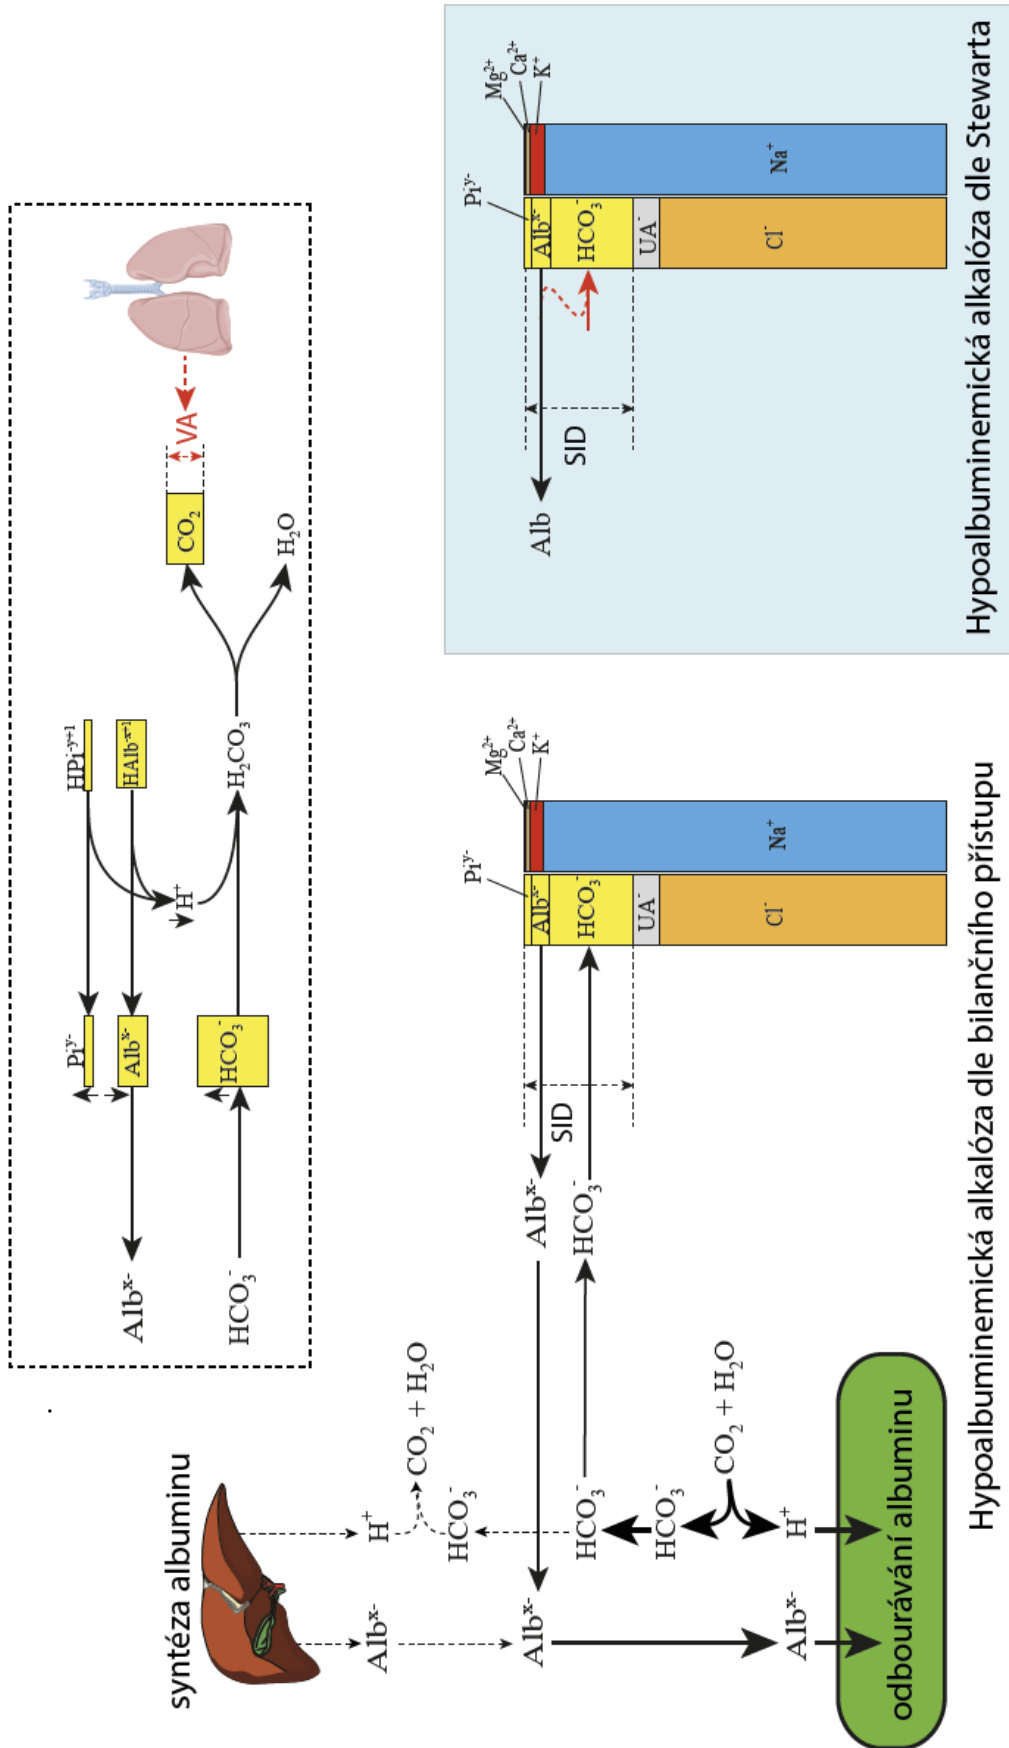 syntéza albuminu
Alb^x-
H^+
HCO₃^-
CO₂ + H₂O
Alb^x-
HCO₃^-
HCO₃^-
CO₂ + H₂O
Alb^x-
H^+
odbourávání albuminu
Alb^x-
HCO₃^-
SID
Pi^y-
Alb^x-
HCO₃^-
UA^-
Cl^-
Mg^2+
Ca^2+
K^+
Na^+
Hypoalbuminemická alkalóza dle bilančního přístupu
Alb^x-
HCO₃^-
Pi^y-
Alb^x-
HCO₃^-
H^+
HPi^-y+1
HAlb^-x+1
H₂CO₃
CO₂
H₂O
VA
Alb
SID
Pi^y-
Alb^x-
HCO₃^-
UA^-
Cl^-
Mg^2+
Ca^2+
K^+
Na^+
Hypoalbuminemická alkalóza dle Stewarta